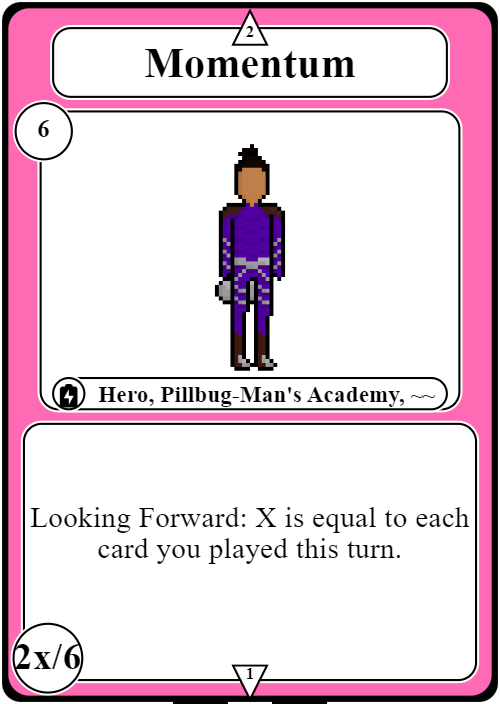 2
Momentum
6
Hero, Pillbug-Man's Academy, ~~
Looking Forward: X is equal to each
card you played this turn.
2x/6
1